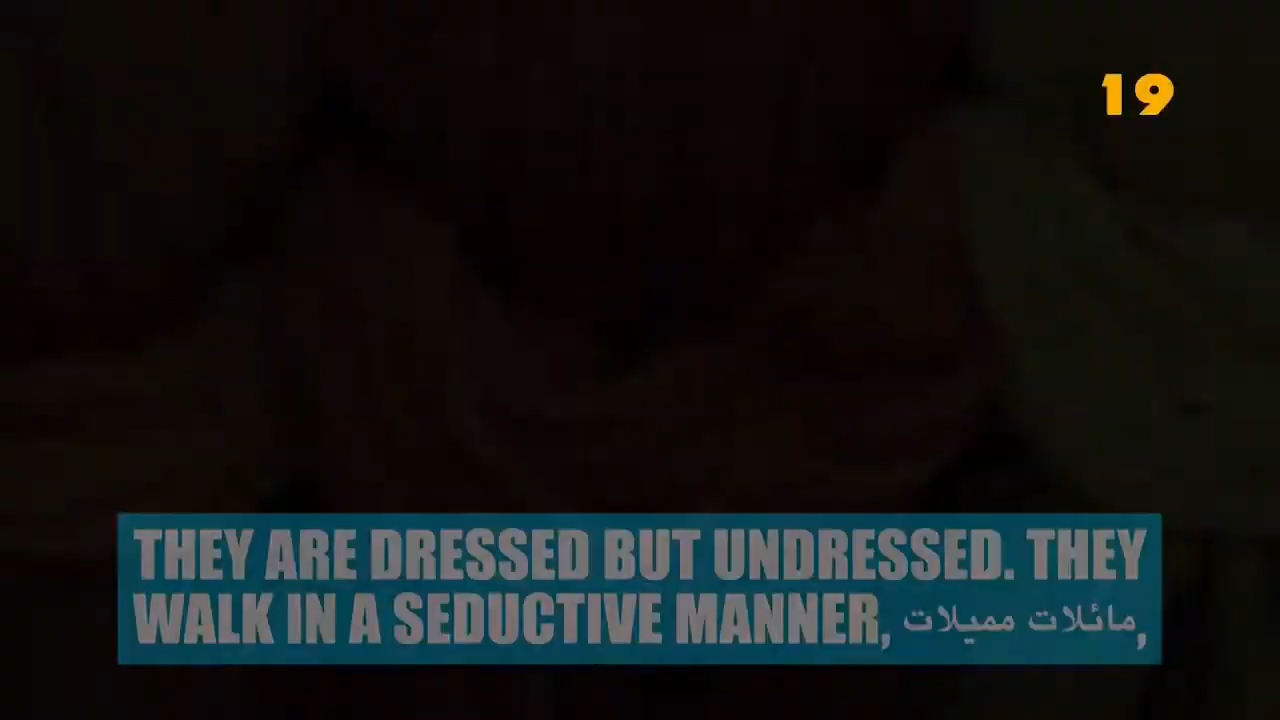 19
THEY ARE DRESSED BUT UNDRESSED. THEY
WALK IN A SEDUCTIVE MANNER, مائلات مميلات,